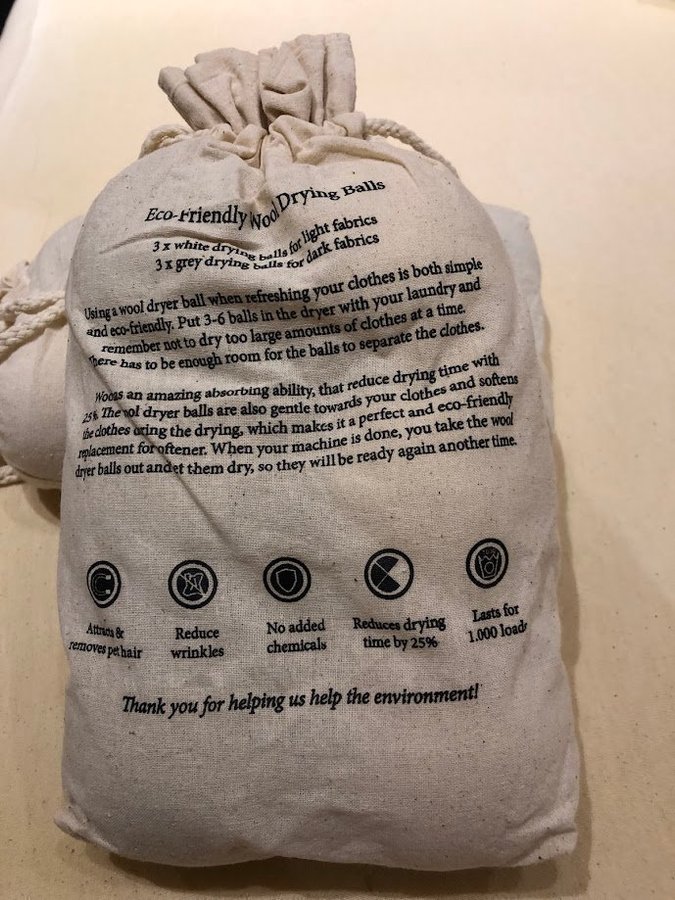 Eco-Friendly Wool Drying Balls
3 x white drying balls for light fabrics
3 x grey drying balls for dark fabrics
Using a wool dryer ball when refreshing your clothes is both simple
and eco-friendly. Put 3-6 balls in the dryer with your laundry and
remember not to dry too large amounts of clothes at a time.
There has to be enough room for the balls to separate the clothes.
an amazing absorbing ability, that reduce drying time with
25%. The dryer balls are also gentle towards your clothes and softens
the clothes during the drying, which makes it a perfect and eco-friendly
replacement for softener. When your machine is done, you take the wool
dryer balls out and let them dry, so they will be ready again another time.
Attracts &
removes pet hair
Reduce
wrinkles
No added
chemicals
Reduces drying
time by 25%
Lasts for
1.000 loads
Thank you for helping us help the environment!